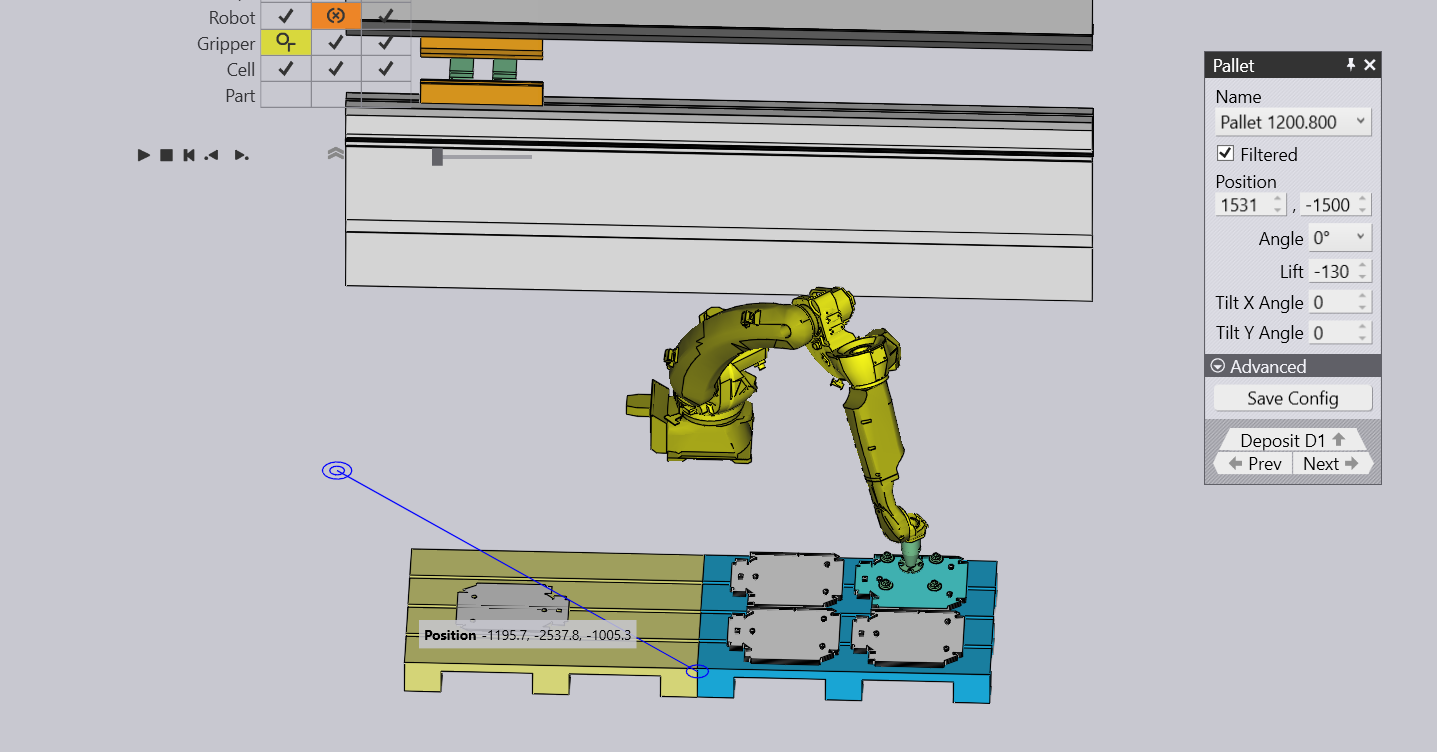 Robot
Gripper
Cell
Part
Pallet
Name
Pallet 1200.800
Filtered
Position
1531 , -1500
Angle 0°
Lift -130
Tilt X Angle 0
Tilt Y Angle 0
Advanced
Save Config
Deposit D1
Prev Next
Position -1195.7, -2537.8, -1005.3